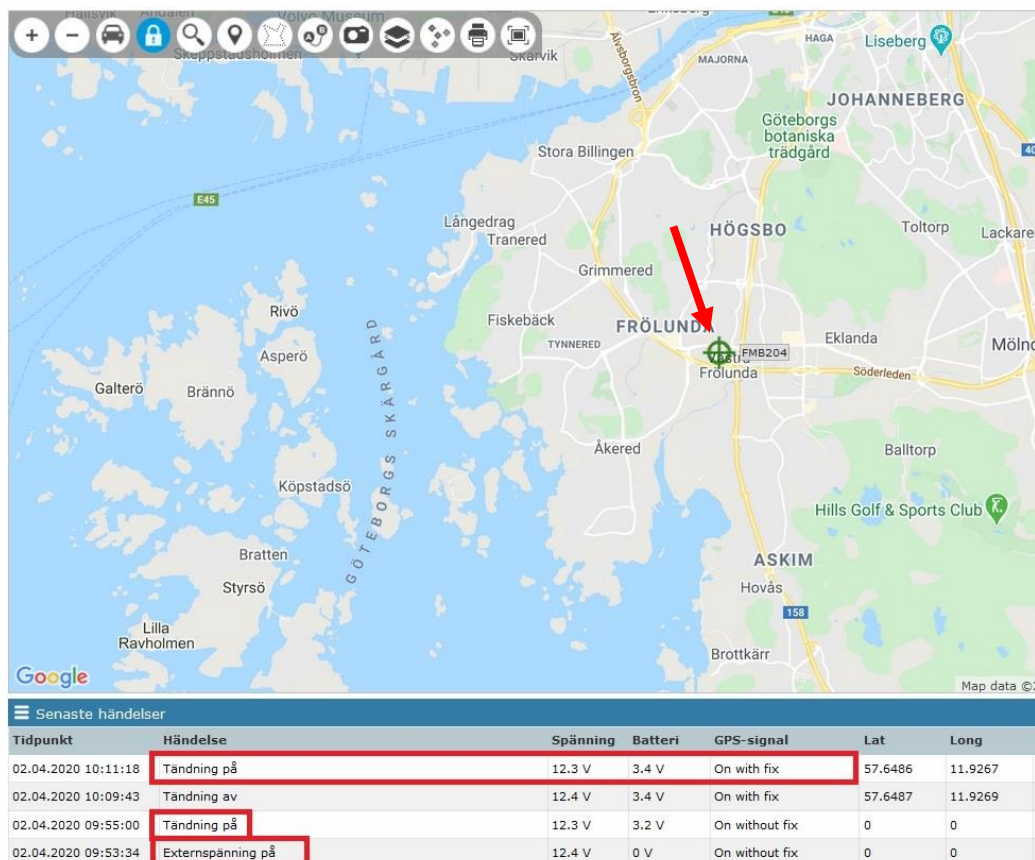 Volvo Museum
Skeppstadsholmen
Skarvik
Älvsborgsbron
HAGA
Liseberg
MAJORNA
JOHANNEBERG
Göteborgs
botaniska
trädgård
40
Stora Billingen
E45
Långedrag
Tranered
HÖGSBO
Toltorp
Lackare
Grimmered
Rivö
Fiskebäck
FRÖLUNDA
Eklanda
Mölnd
TYNNERED
FMB204
Asperö
Västra
Frölunda
Söderleden
Galterö
Brännö
GÖTEBORGS SKÄRGÅRD
Åkered
Balltorp
Köpstadsö
Hills Golf & Sports Club
Bratten
ASKIM
Styrsö
Hovås
158
Lilla
Ravholmen
Brottkärr
Google
Map data ©
Senaste händelser
Tidpunkt Händelse Spänning Batteri GPS-signal Lat Long
02.04.2020 10:11:18 Tändning på 12.3 V 3.4 V On with fix 57.6486 11.9267
02.04.2020 10:09:43 Tändning av 12.4 V 3.4 V On with fix 57.6487 11.9269
02.04.2020 09:55:00 Tändning på 12.3 V 3.2 V On without fix 0 0
02.04.2020 09:53:34 Externspänning på 12.4 V 0 V On without fix 0 0